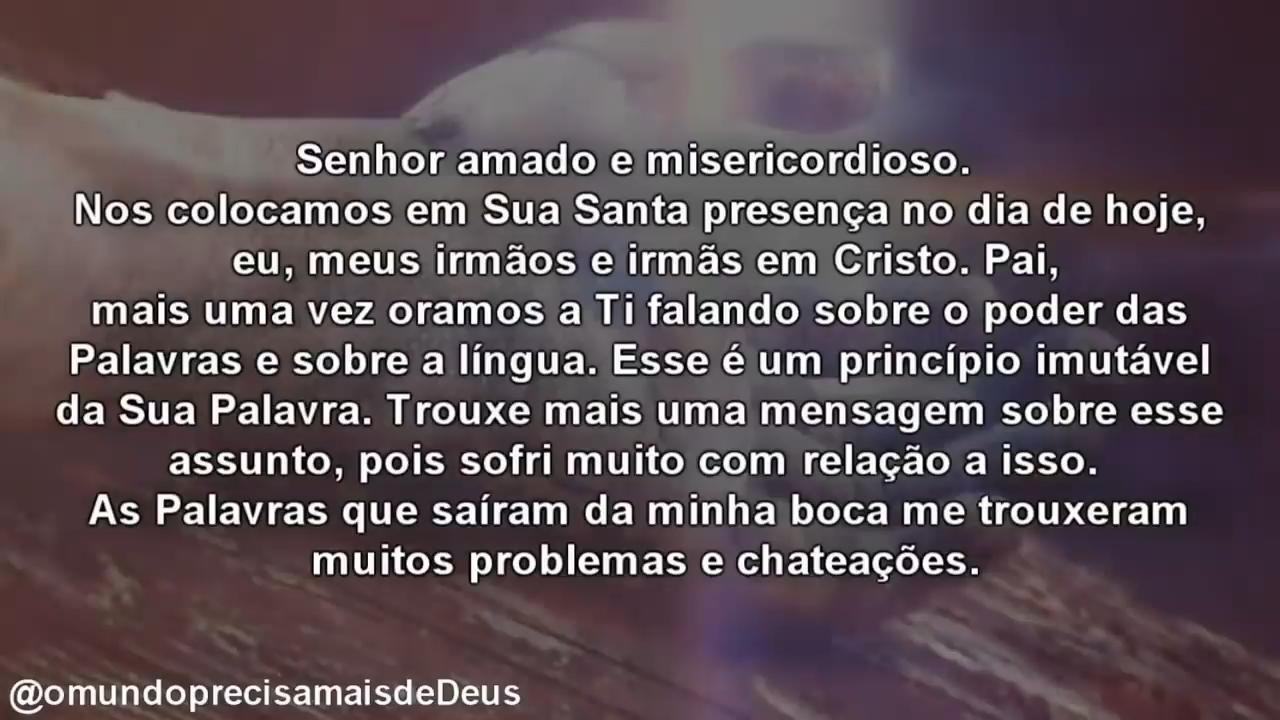 Senhor amado e misericordioso.
Nos colocamos em Sua Santa presença no dia de hoje,
eu, meus irmãos e irmãs em Cristo. Pai,
mais uma vez oramos a Ti falando sobre o poder das
Palavras e sobre a língua. Esse é um princípio imutável
da Sua Palavra. Trouxe mais uma mensagem sobre esse
assunto, pois sofri muito com relação a isso.
As Palavras que saíram da minha boca me trouxeram
muitos problemas e chateações.
@omundoprecisamaisdeDeus